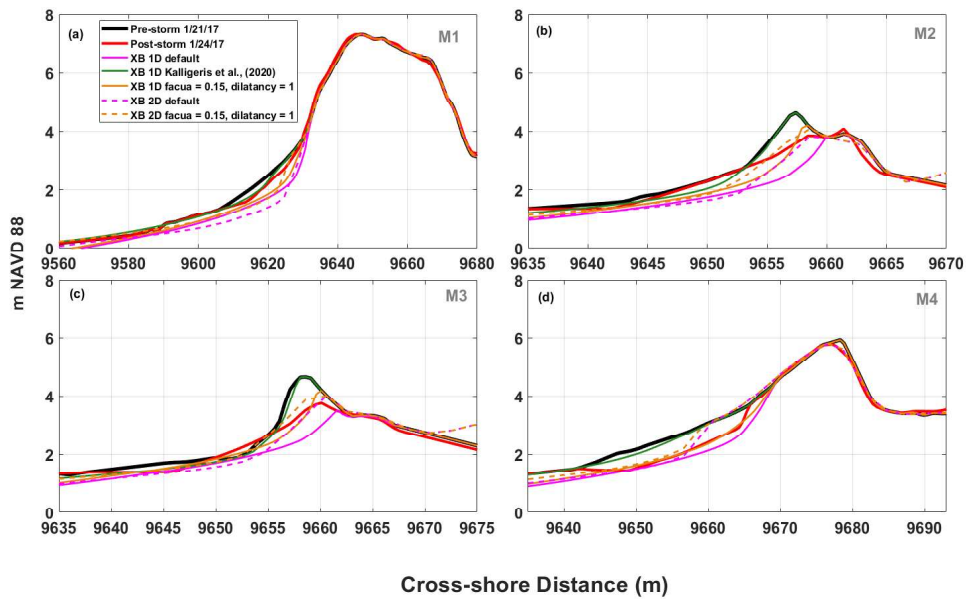 (a)
M1
Pre-storm 1/21/17
Post-storm 1/24/17
XB 1D default
XB 1D Kalligeris et al., (2020)
XB 1D facua = 0.15, dilatancy = 1
XB 2D default
XB 2D facua = 0.15, dilatancy = 1
8
6
4
2
0
9560 9580 9600 9620 9640 9660 9680
(b)
M2
8
6
4
2
0
9635 9640 9645 9650 9655 9660 9665 9670
m NAVD 88
(c)
M3
8
6
4
2
0
9635 9640 9645 9650 9655 9660 9665 9670 9675
(d)
M4
8
6
4
2
0
9640 9650 9660 9670 9680 9690
Cross-shore Distance (m)